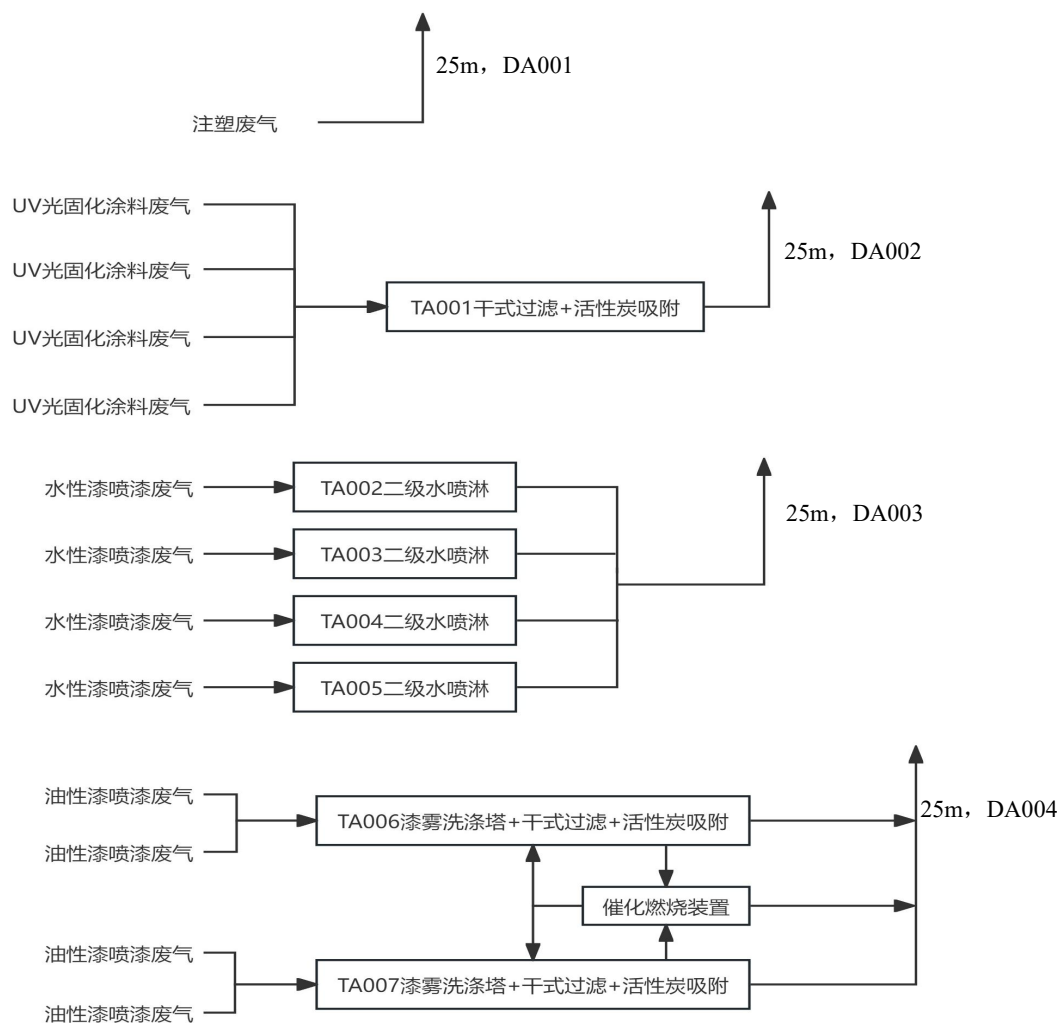 25m，DA001
注塑废气
UV光固化涂料废气
UV光固化涂料废气
25m，DA002
TA001干式过滤+活性炭吸附
UV光固化涂料废气
UV光固化涂料废气
水性漆喷漆废气
TA002二级水喷淋
25m，DA003
水性漆喷漆废气
TA003二级水喷淋
水性漆喷漆废气
TA004二级水喷淋
水性漆喷漆废气
TA005二级水喷淋
油性漆喷漆废气
TA006漆雾洗涤塔+干式过滤+活性炭吸附
25m，DA004
油性漆喷漆废气
催化燃烧装置
油性漆喷漆废气
TA007漆雾洗涤塔+干式过滤+活性炭吸附
油性漆喷漆废气